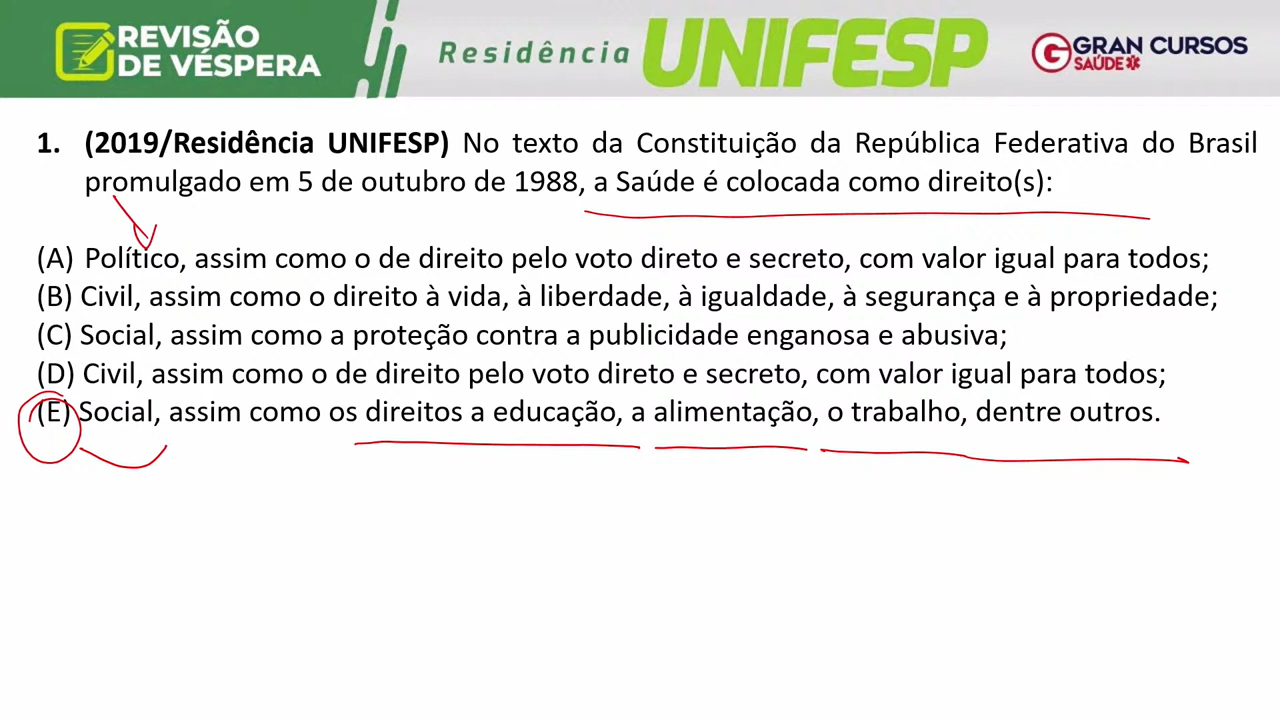 REVISÃO
DE VÉSPERA
Residência UNIFESP
GRAN CURSOS
SAÚDE
1. (2019/Residência UNIFESP) No texto da Constituição da República Federativa do Brasil
promulgado em 5 de outubro de 1988, a Saúde é colocada como direito(s):
(A) Político, assim como o de direito pelo voto direto e secreto, com valor igual para todos;
(B) Civil, assim como o direito à vida, à liberdade, à igualdade, à segurança e à propriedade;
(C) Social, assim como a proteção contra a publicidade enganosa e abusiva;
(D) Civil, assim como o de direito pelo voto direto e secreto, com valor igual para todos;
(E) Social, assim como os direitos a educação, a alimentação, o trabalho, dentre outros.